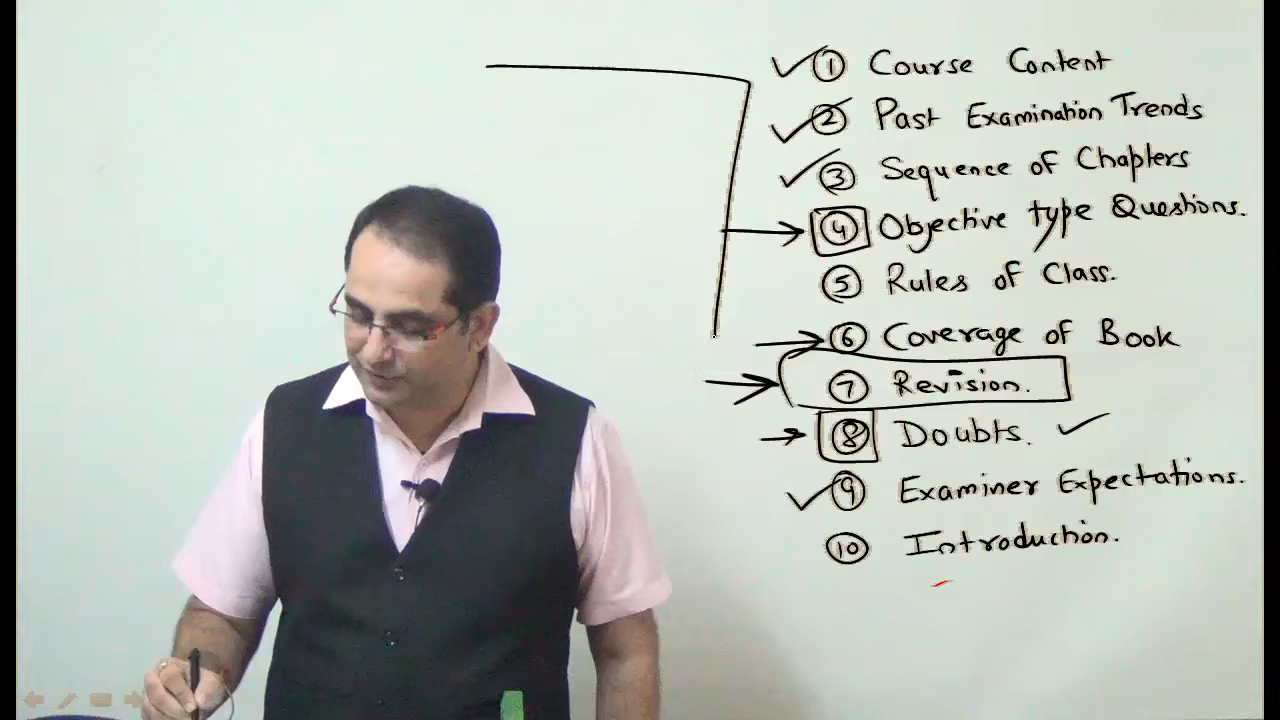 1 Course Content
2 Past Examination Trends
3 Sequence of Chapters
4 Objective type Questions.
5 Rules of Class.
6 Coverage of Book
7 Revision.
8 Doubts.
9 Examiner Expectations.
10 Introduction.